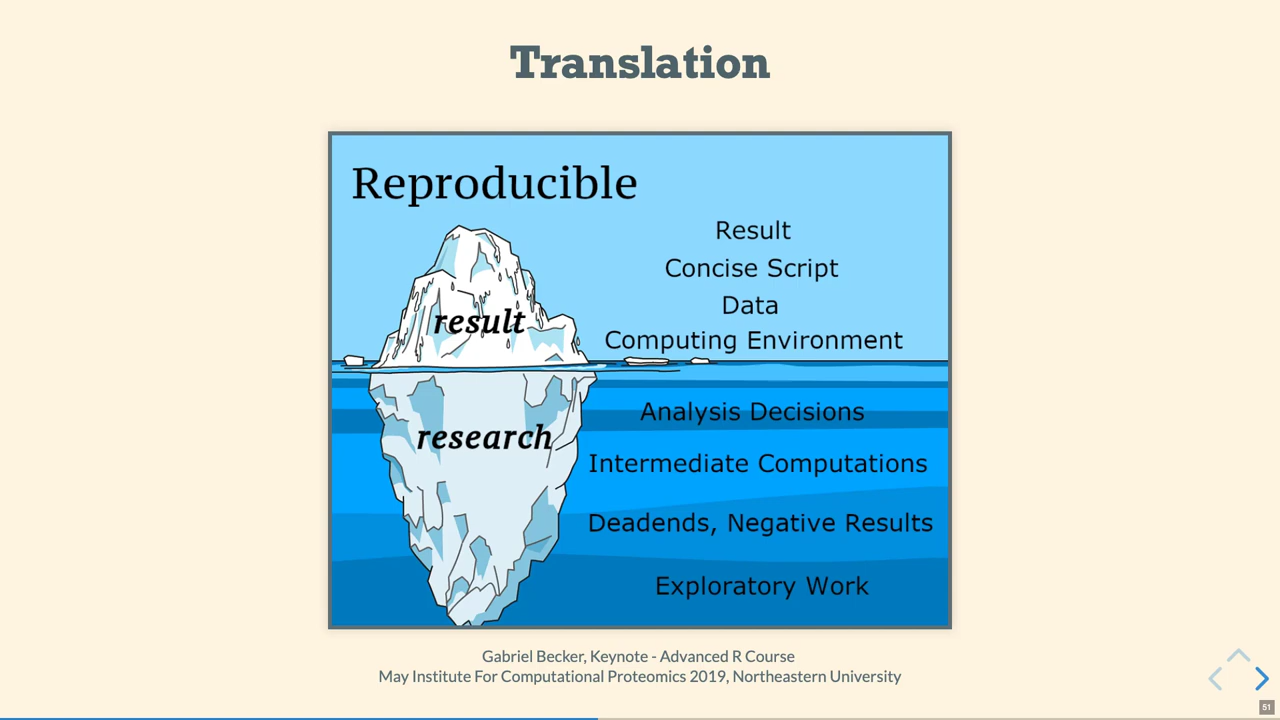 Translation
Reproducible
Result
Concise Script
Data
result
Computing Environment
Analysis Decisions
research
Intermediate Computations
Deadends, Negative Results
Exploratory Work
Gabriel Becker, Keynote - Advanced R Course
May Institute For Computational Proteomics 2019, Northeastern University
51